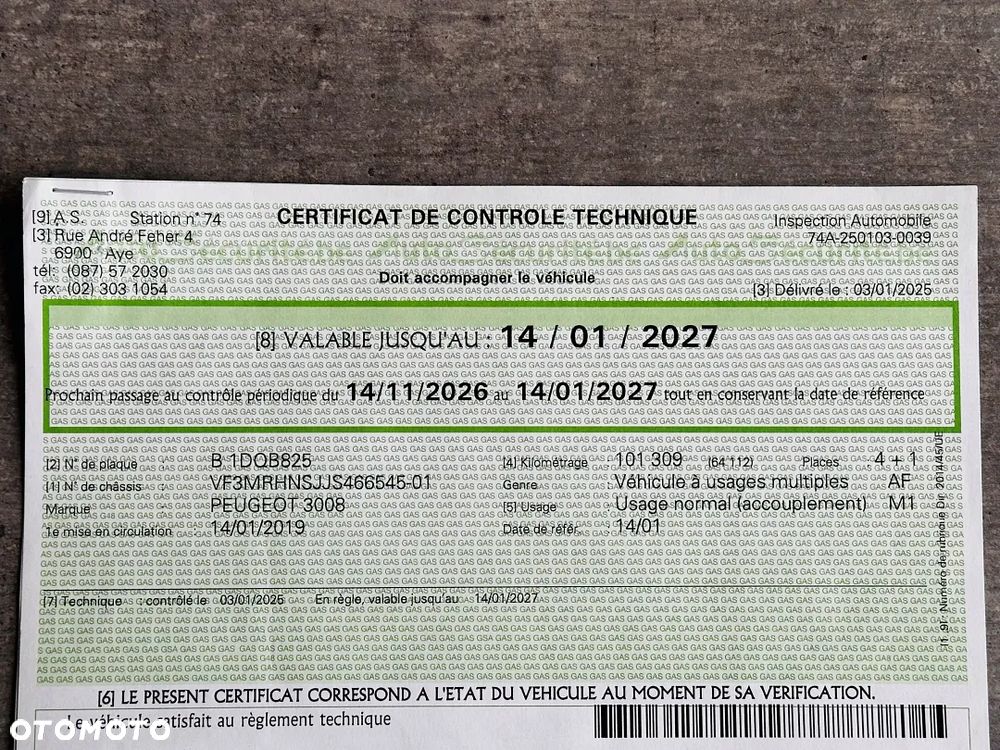 [9] A.S. Station n° 74 CERTIFICAT DE CONTROLE TECHNIQUE Inspection Automobile
[3] Rue André Feher 4 74A-250103-0039
6900 Aye
tél: (087) 57 2030 Doit accompagner le véhicule
fax: (02) 303 1054 [3] Délivré le : 03/01/2025
[8] VALABLE JUSQU'AU : 14 / 01 / 2027
Prochain passage au contrôle périodique du 14/11/2026 au 14/01/2027 tout en conservant la date de référence
[2] N° de plaque : B 1DQB825 [4] Kilométrage 101 309 (64 112) Places 4 + 1
[1] N° de châssis : VF3MRHNSJJS466545-01 Genre Véhicule à usages multiples AF
Marque PEUGEOT 3008 [5] Usage Usage normal (accouplement) M1
1e mise en circulation 14/01/2019 Date de référ. 14/01
[7] Technique : contrôlé le 03/01/2025 En règle, valable jusqu'au 14/01/2027
[6] LE PRESENT CERTIFICAT CORRESPOND A L'ETAT DU VEHICULE AU MOMENT DE SA VERIFICATION.
Le véhicule satisfait au règlement technique
OTOMOTO